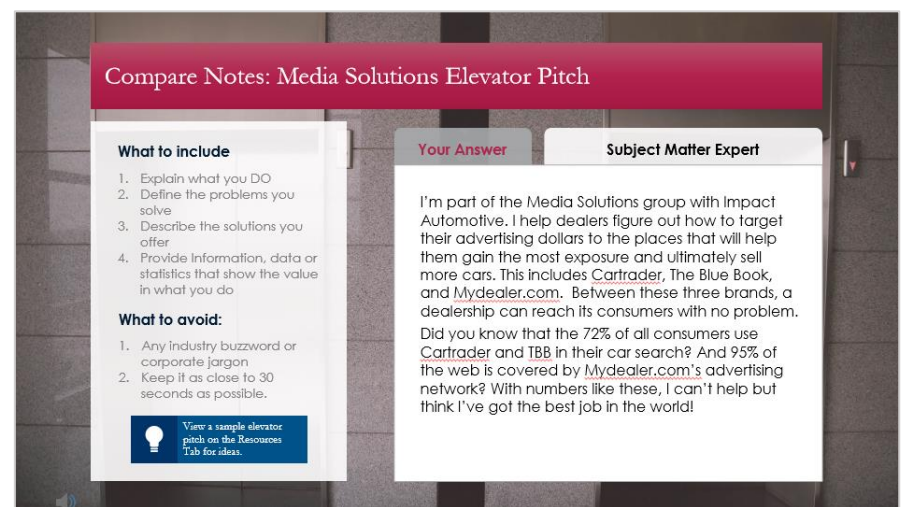 Compare Notes: Media Solutions Elevator Pitch
What to include
1. Explain what you DO
2. Define the problems you
solve
3. Describe the solutions you
offer
4. Provide Information, data or
statistics that show the value
in what you do
What to avoid:
1. Any industry buzzword or
corporate jargon
2. Keep it as close to 30
seconds as possible.
View a sample elevator
pitch on the Resources
Tab for ideas.
Your Answer
Subject Matter Expert
I'm part of the Media Solutions group with Impact
Automotive. I help dealers figure out how to target
their advertising dollars to the places that will help
them gain the most exposure and ultimately sell
more cars. This includes Cartrader, The Blue Book,
and Mydealer.com.  Between these three brands, a
dealership can reach its consumers with no problem.
Did you know that the 72% of all consumers use
Cartrader and TBB in their car search? And 95% of
the web is covered by Mydealer.com's advertising
network? With numbers like these, I can't help but
think I've got the best job in the world!